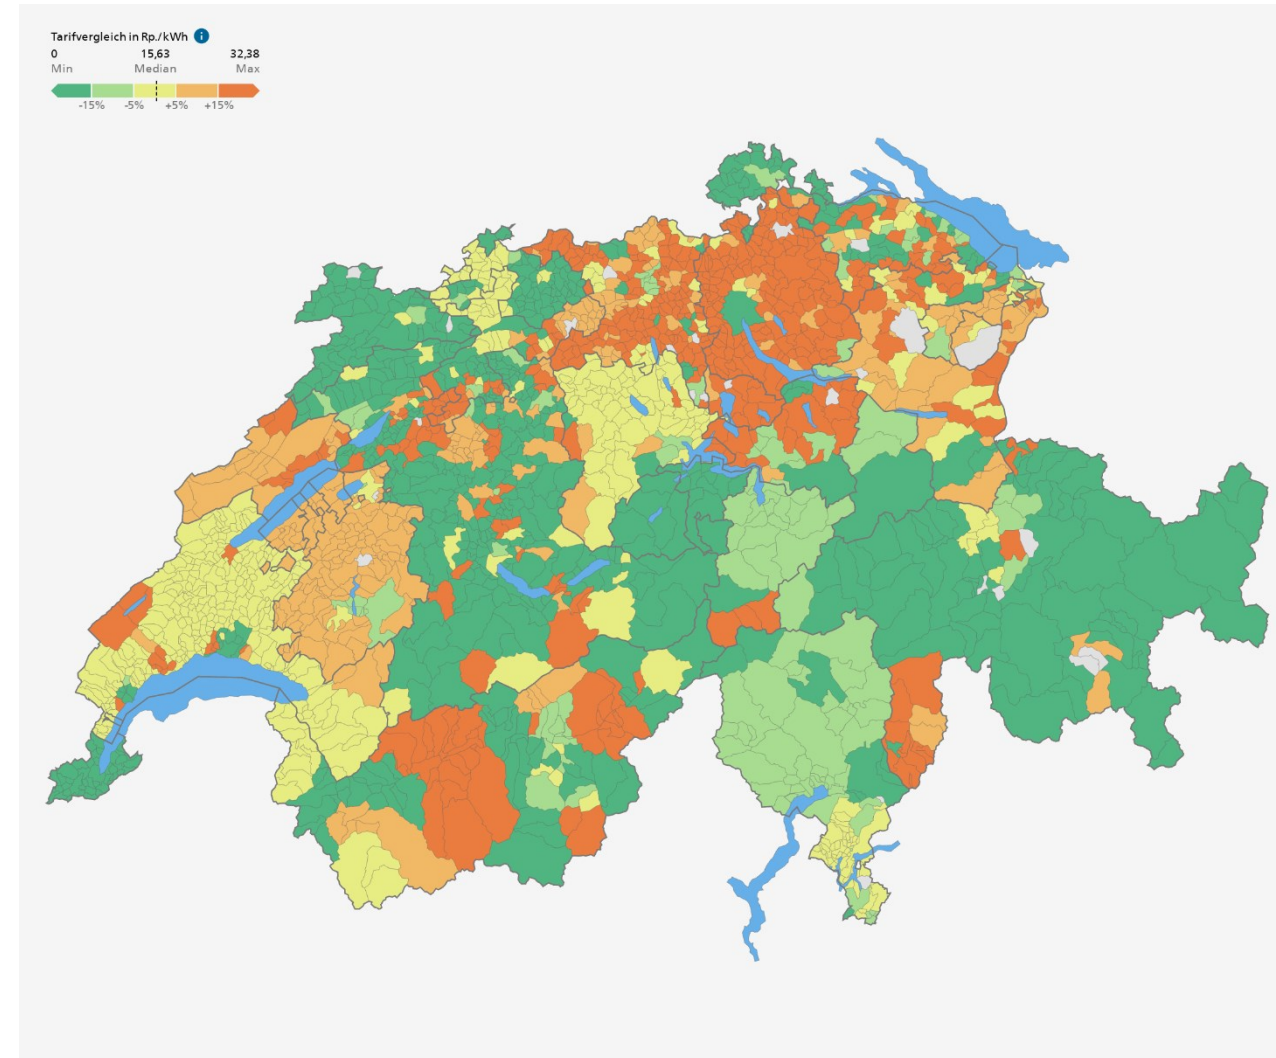 Tarifvergleich in Rp./kWh i
0 15,63 32,38
Min Median Max
-15% -5% +5% +15%